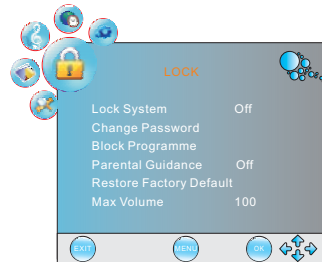 LOCK
Lock System Off
Change Password
Block Programme
Parental Guidance Off
Restore Factory Default
Max Volume 100
EXIT MENU OK